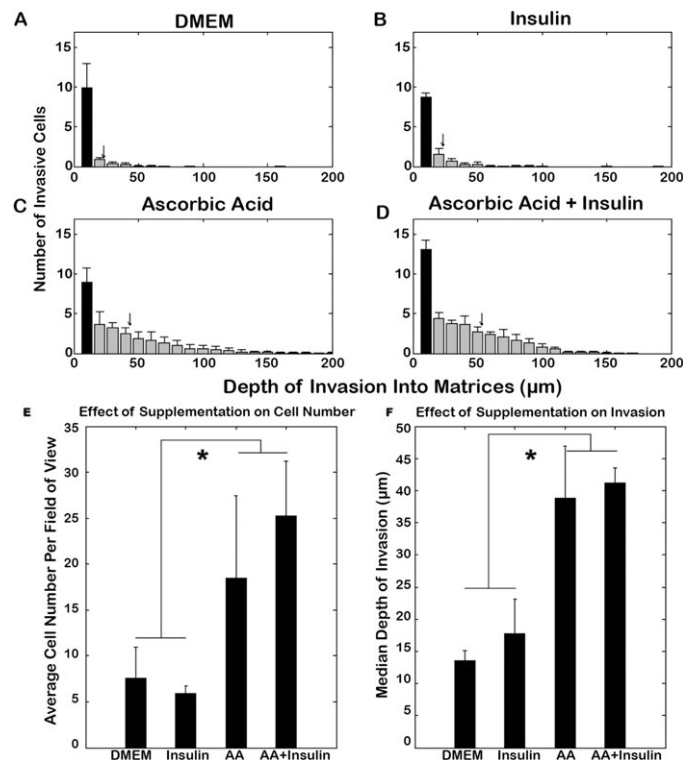 A
DMEM
B
Insulin
Number of Invasive Cells
15
10
5
0
0 50 100 150 200
15
10
5
0
0 50 100 150 200
C
Ascorbic Acid
D
Ascorbic Acid + Insulin
15
10
5
0
0 50 100 150 200
15
10
5
0
0 50 100 150 200
Depth of Invasion Into Matrices (µm)
E
Effect of Supplementation on Cell Number
Average Cell Number Per Field of View
35
30
25
20
15
10
5
0
*
DMEM Insulin AA AA+Insulin
F
Effect of Supplementation on Invasion
Median Depth of Invasion (µm)
50
45
40
35
30
25
20
15
10
5
0
*
DMEM Insulin AA AA+Insulin